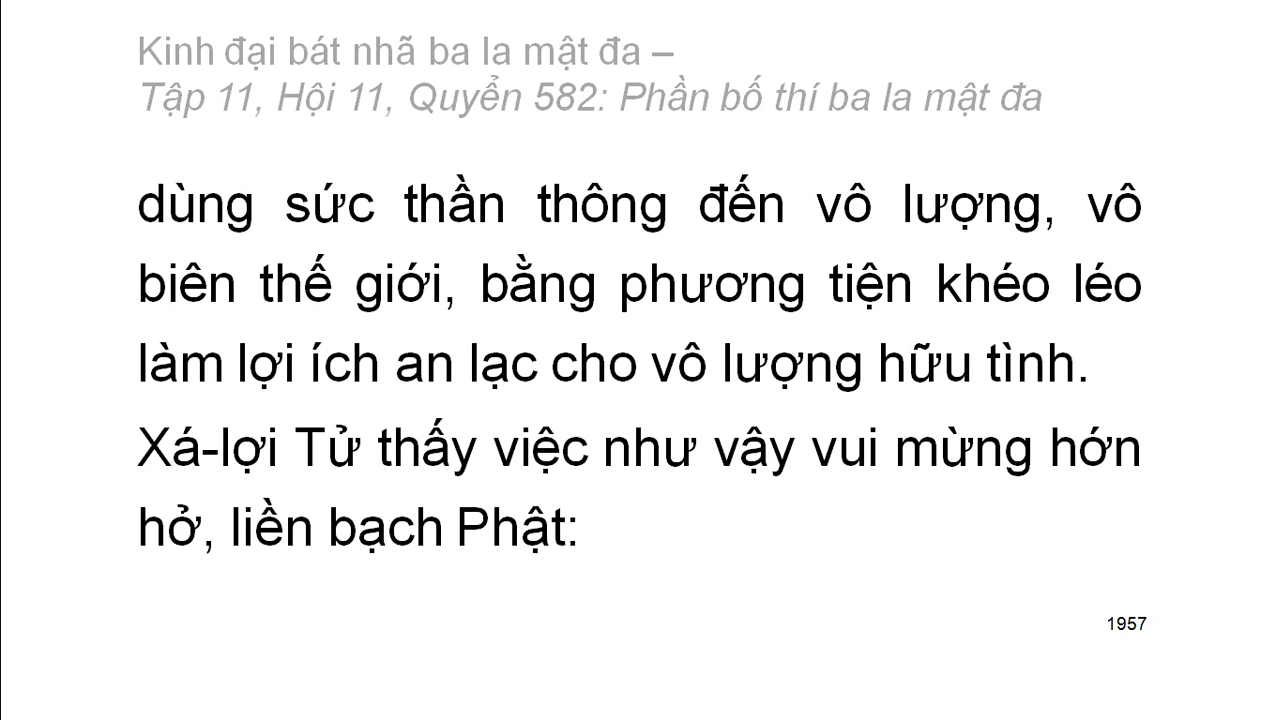 Kinh đại bát nhã ba la mật đa –
Tập 11, Hội 11, Quyển 582: Phần bố thí ba la mật đa
dùng sức thần thông đến vô lượng, vô
biên thế giới, bằng phương tiện khéo léo
làm lợi ích an lạc cho vô lượng hữu tình.
Xá-lợi Tử thấy việc như vậy vui mừng hớn
hở, liền bạch Phật:
1957